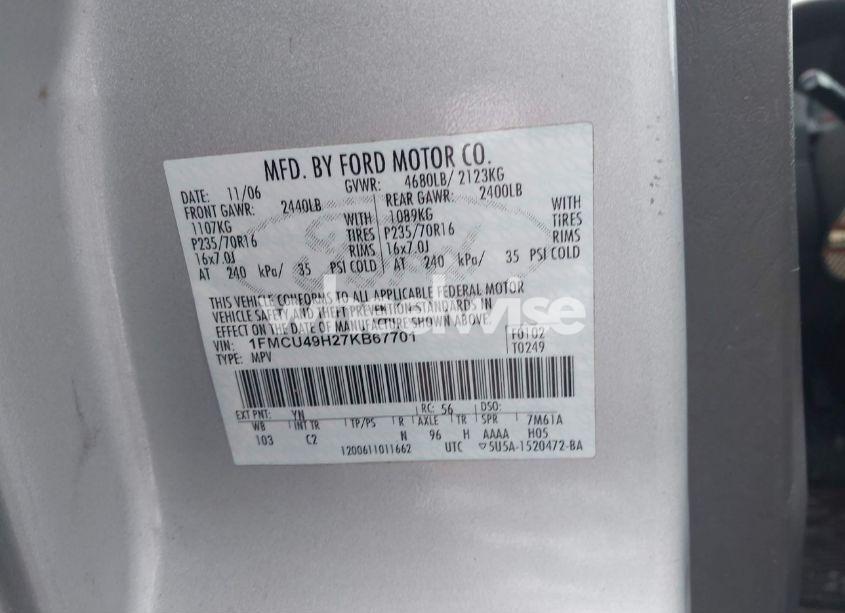 MFD. BY FORD MOTOR CO.
DATE: 11/06 GVWR: 4680LB/ 2123KG
FRONT GAWR: 2440LB REAR GAWR: 2400LB
1107KG WITH 1089KG WITH
P235/70R16 TIRES P235/70R16 TIRES
16x7.0J RIMS 16x7.0J RIMS
AT 240 kPa/ 35 PSI COLD AT 240 kPa/ 35 PSI COLD
THIS VEHICLE CONFORMS TO ALL APPLICABLE FEDERAL MOTOR
VEHICLE SAFETY AND THEFT PREVENTION STANDARDS IN
EFFECT ON THE DATE OF MANUFACTURE SHOWN ABOVE.
VIN: 1FMCU49H27KB67701 F0102
TYPE: MPV T0249
EXT PNT: YN RC: 56 DSO:
WB INT TR TP/PS R AXLE TR SPR 7M61A
103 C2 N 96 H AAAA H05
1200611011662 UTC ▽5U5A-1520472-BA